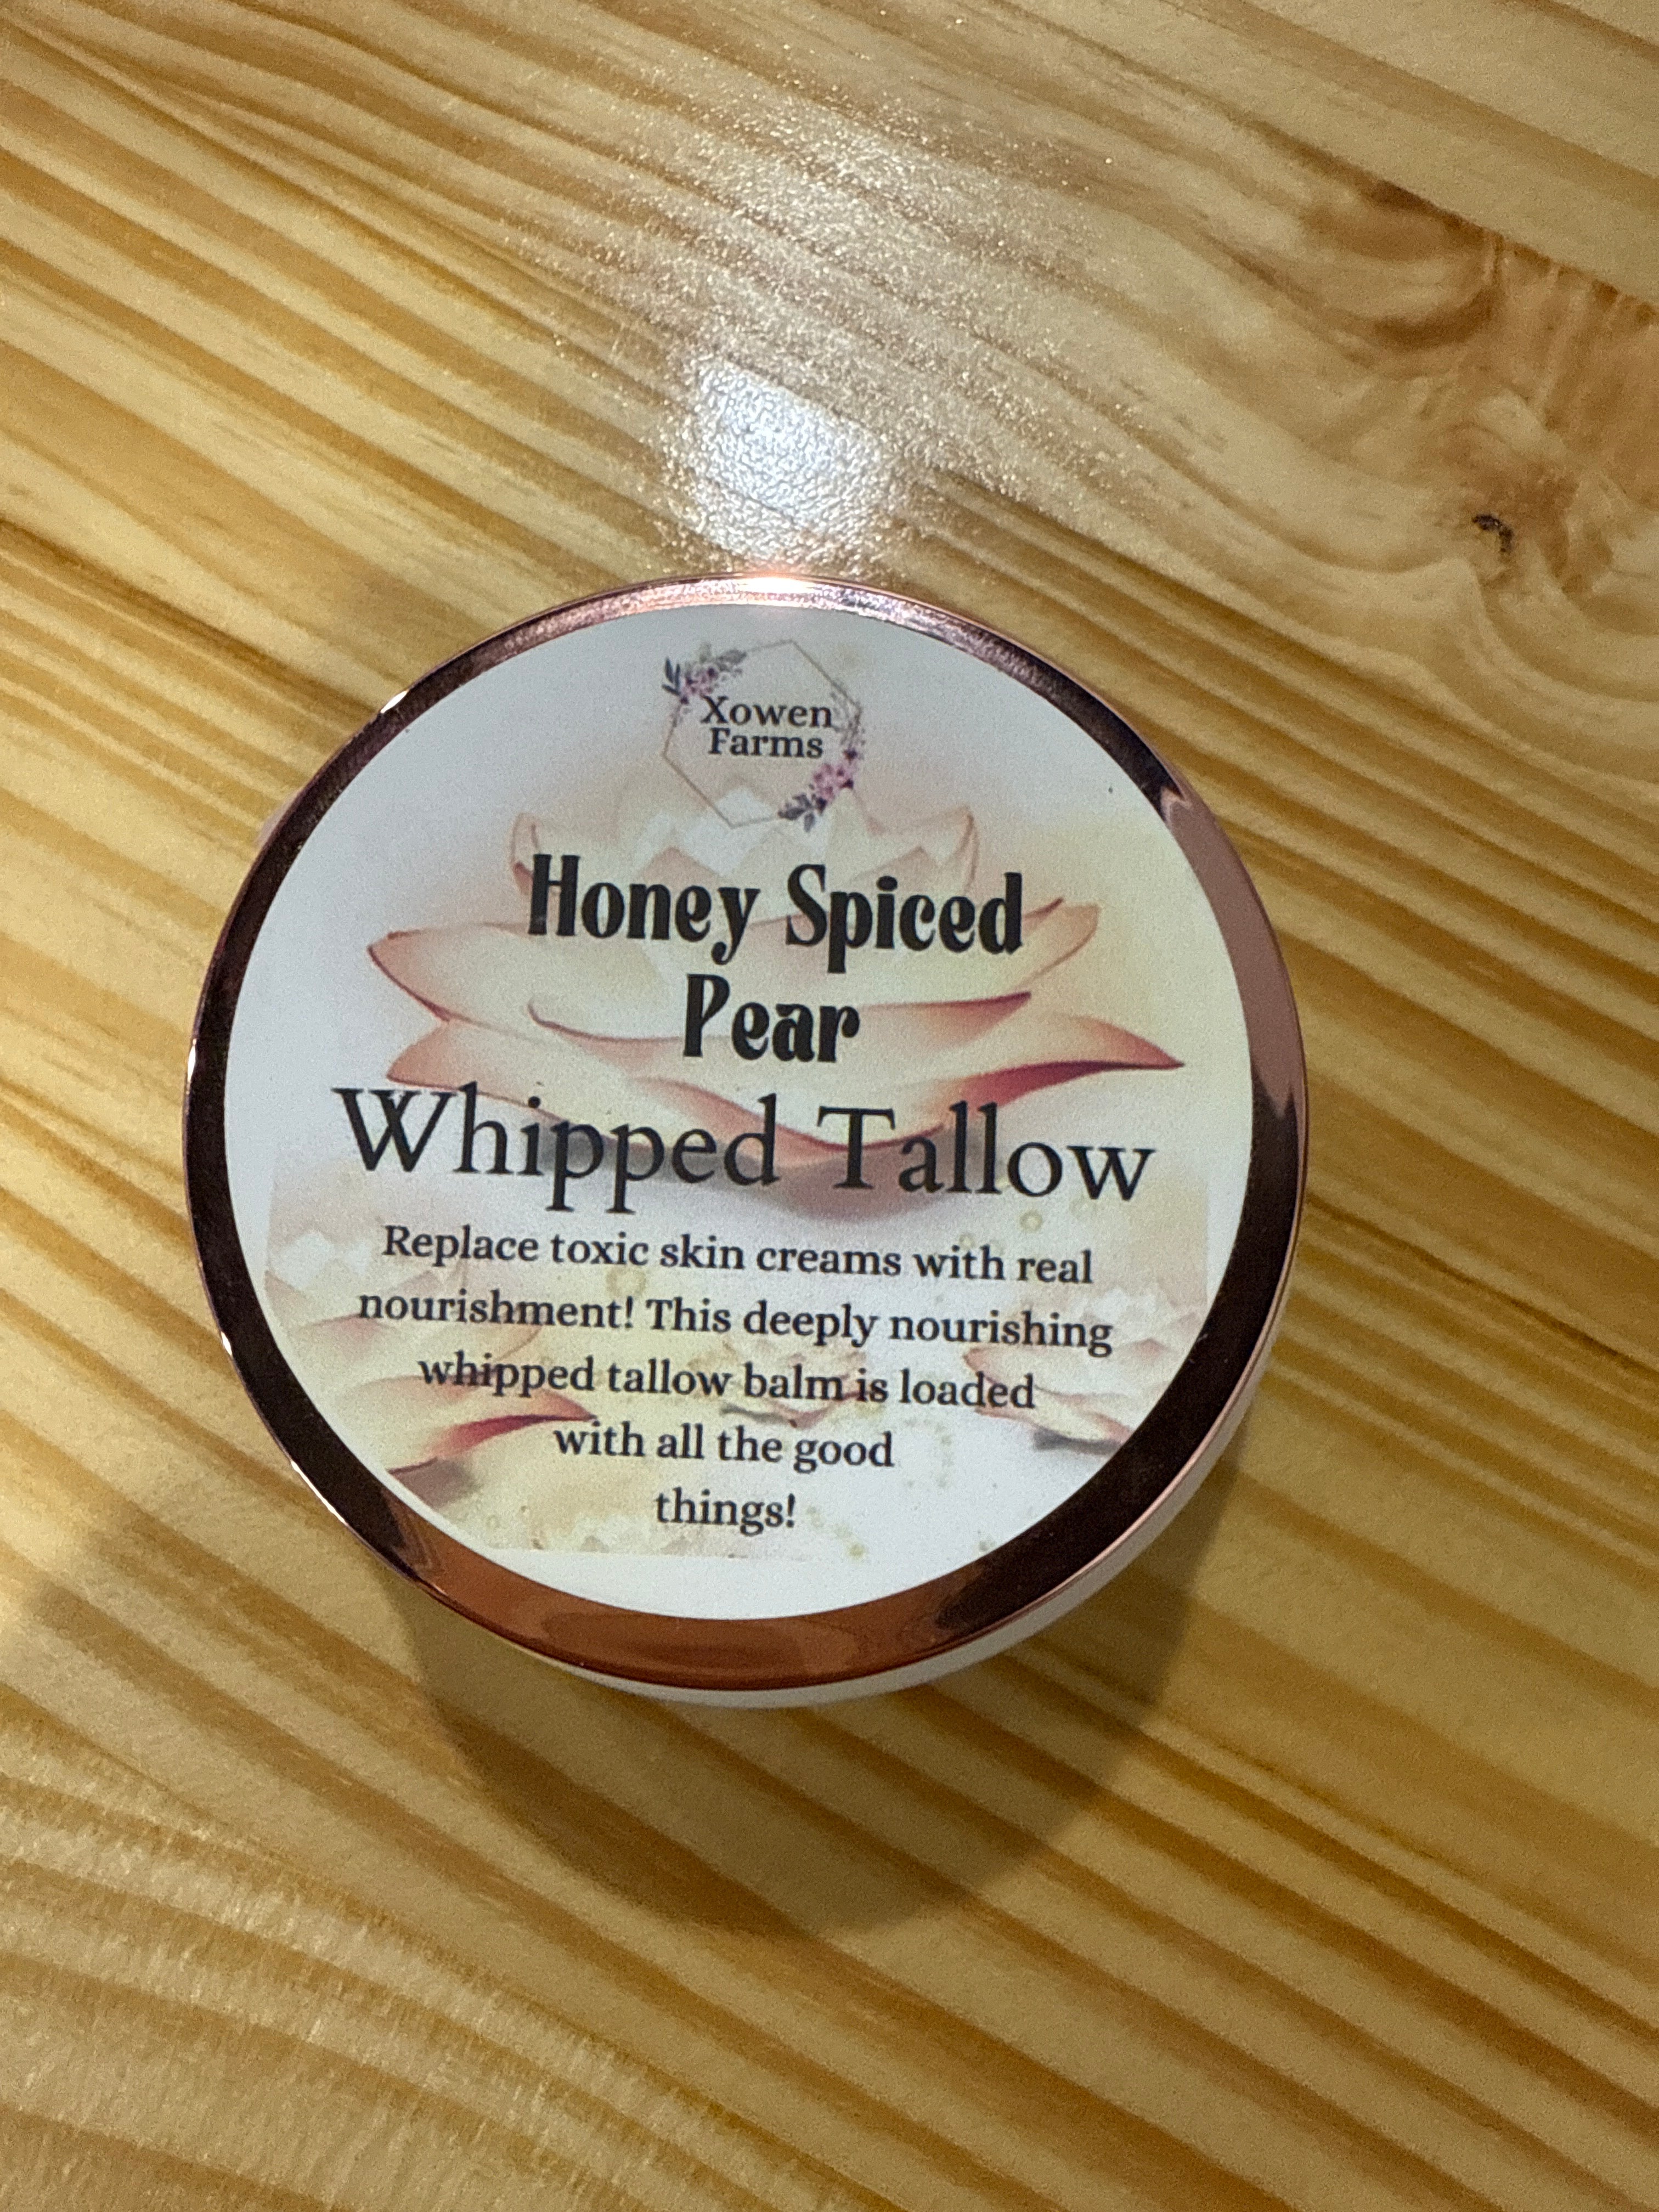 Xowen
Farms
Honey Spiced
Pear
Whipped Tallow
Replace toxic skin creams with real
nourishment! This deeply nourishing
whipped tallow balm is loaded
with all the good
things!